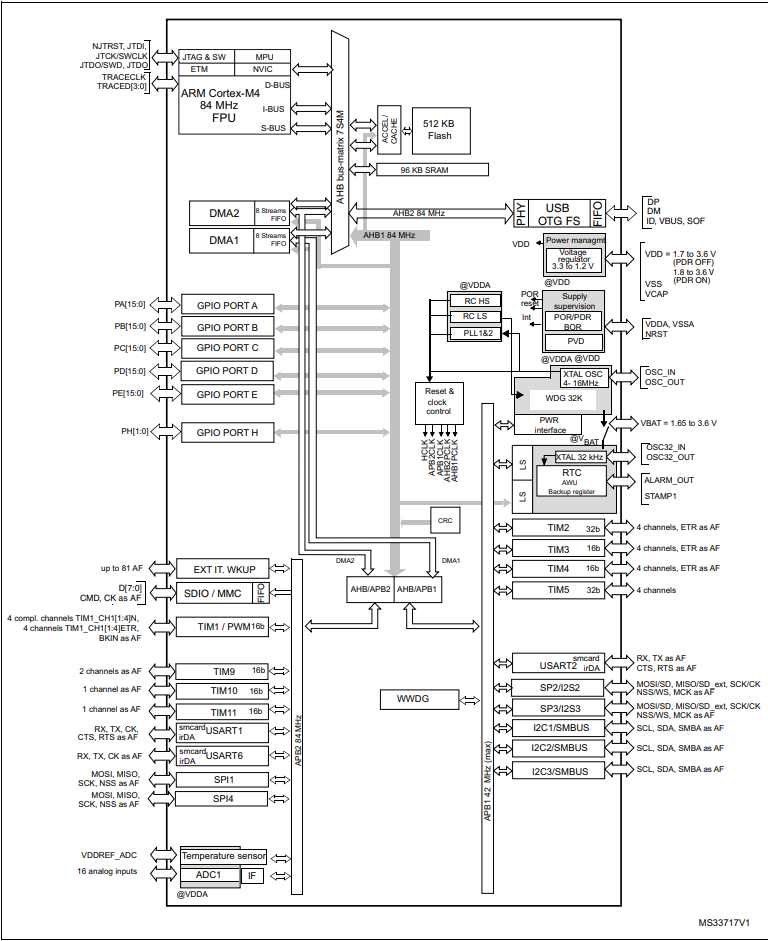 NJTRST, JTDI,
JTCK/SWCLK
JTDO/SWD, JTDO
TRACECLK
TRACED[3:0]
JTAG & SW
MPU
ETM
NVIC
ARM Cortex-M4
84 MHz
FPU
D-BUS
I-BUS
S-BUS
AHB bus-matrix 7S4M
ACCEL/
CACHE
512 KB
Flash
96 KB SRAM
DMA2
8 Streams
FIFO
DMA1
8 Streams
FIFO
AHB2 84 MHz
AHB1 84 MHz
PHY
USB
OTG FS
FIFO
DP
DM
ID, VBUS, SOF
VDD
Power managmt
Voltage
regulator
3.3 to 1.2 V
@VDD
VDD = 1.7 to 3.6 V
(PDR OFF)
1.8 to 3.6 V
(PDR ON)
VSS
VCAP
@VDDA
RC HS
RC LS
PLL1&2
POR
reset
Int
Supply
supervision
POR/PDR
BOR
PVD
@VDDA @VDD
VDDA, VSSA
NRST
PA[15:0]
GPIO PORT A
PB[15:0]
GPIO PORT B
PC[15:0]
GPIO PORT C
PD[15:0]
GPIO PORT D
PE[15:0]
GPIO PORT E
PH[1:0]
GPIO PORT H
Reset &
clock
control
HCLK
APB2CLK
APB1CLK
AHB2PCLK
AHB1PCLK
XTAL OSC
4- 16MHz
WDG 32K
OSC_IN
OSC_OUT
PWR
interface
VBAT = 1.65 to 3.6 V
@VBAT
LS
LS
XTAL 32 kHz
RTC
AWU
Backup register
OSC32_IN
OSC32_OUT
ALARM_OUT
STAMP1
CRC
DMA2
DMA1
AHB/APB2
AHB/APB1
TIM2
32b
4 channels, ETR as AF
TIM3
16b
4 channels, ETR as AF
TIM4
16b
4 channels, ETR as AF
TIM5
32b
4 channels
up to 81 AF
EXT IT. WKUP
D[7:0]
CMD, CK as AF
SDIO / MMC
FIFO
4 compl. channels TIM1_CH1[1:4]N,
4 channels TIM1_CH1[1:4]ETR,
BKIN as AF
TIM1 / PWM
16b
2 channels as AF
TIM9
16b
1 channel as AF
TIM10
16b
1 channel as AF
TIM11
16b
RX, TX, CK,
CTS, RTS as AF
smcard
irDA
USART1
RX, TX, CK as AF
smcard
irDA
USART6
MOSI, MISO,
SCK, NSS as AF
SPI1
MOSI, MISO,
SCK, NSS as AF
SPI4
APB2 84 MHz
WWDG
APB1 42 MHz (max)
smcard
irDA
USART2
RX, TX as AF
CTS, RTS as AF
SP2/I2S2
MOSI/SD, MISO/SD_ext, SCK/CK
NSS/WS, MCK as AF
SP3/I2S3
MOSI/SD, MISO/SD_ext, SCK/CK
NSS/WS, MCK as AF
I2C1/SMBUS
SCL, SDA, SMBA as AF
I2C2/SMBUS
SCL, SDA, SMBA as AF
I2C3/SMBUS
SCL, SDA, SMBA as AF
VDDREF_ADC
Temperature sensor
16 analog inputs
ADC1
IF
@VDDA
MS33717V1